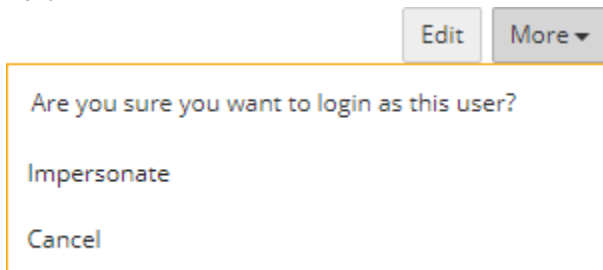 Edit More
Are you sure you want to login as this user?
Impersonate
Cancel